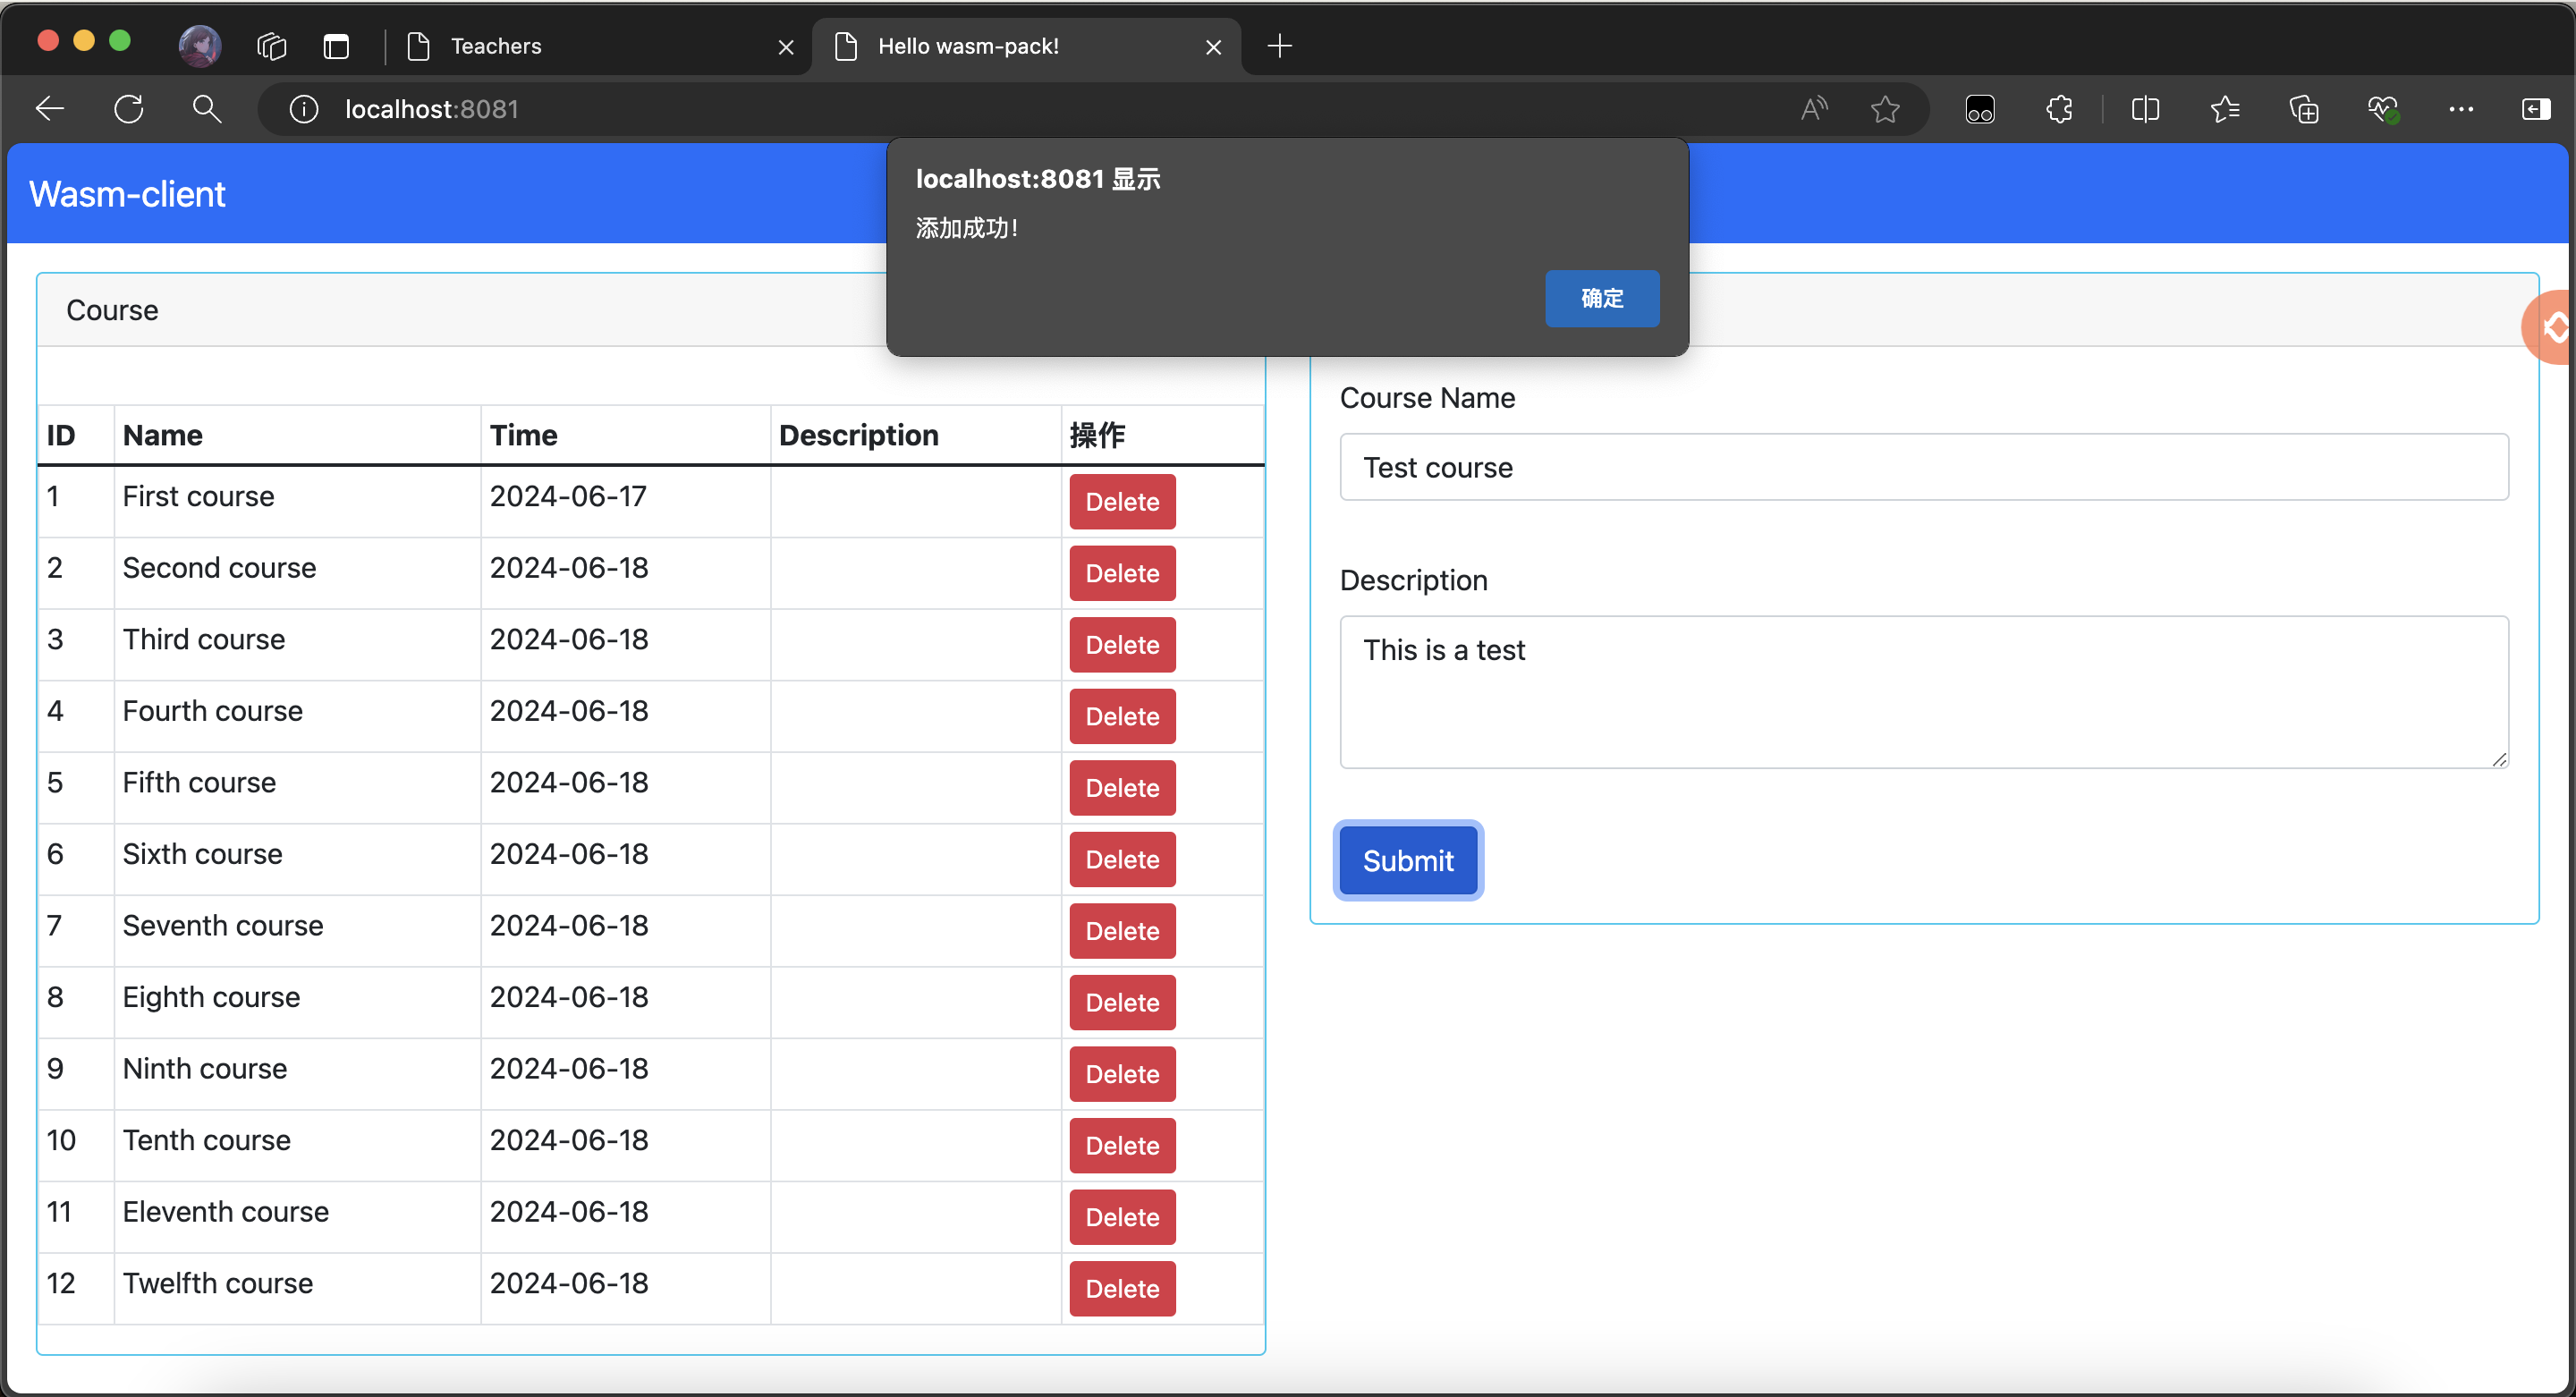 Teachers
Hello wasm-pack!
localhost:8081
Wasm-client
localhost:8081 显示
添加成功!
确定
Course
ID Name Time Description 操作
1 First course 2024-06-17 Delete
2 Second course 2024-06-18 Delete
3 Third course 2024-06-18 Delete
4 Fourth course 2024-06-18 Delete
5 Fifth course 2024-06-18 Delete
6 Sixth course 2024-06-18 Delete
7 Seventh course 2024-06-18 Delete
8 Eighth course 2024-06-18 Delete
9 Ninth course 2024-06-18 Delete
10 Tenth course 2024-06-18 Delete
11 Eleventh course 2024-06-18 Delete
12 Twelfth course 2024-06-18 Delete
Course Name
Test course
Description
This is a test
Submit